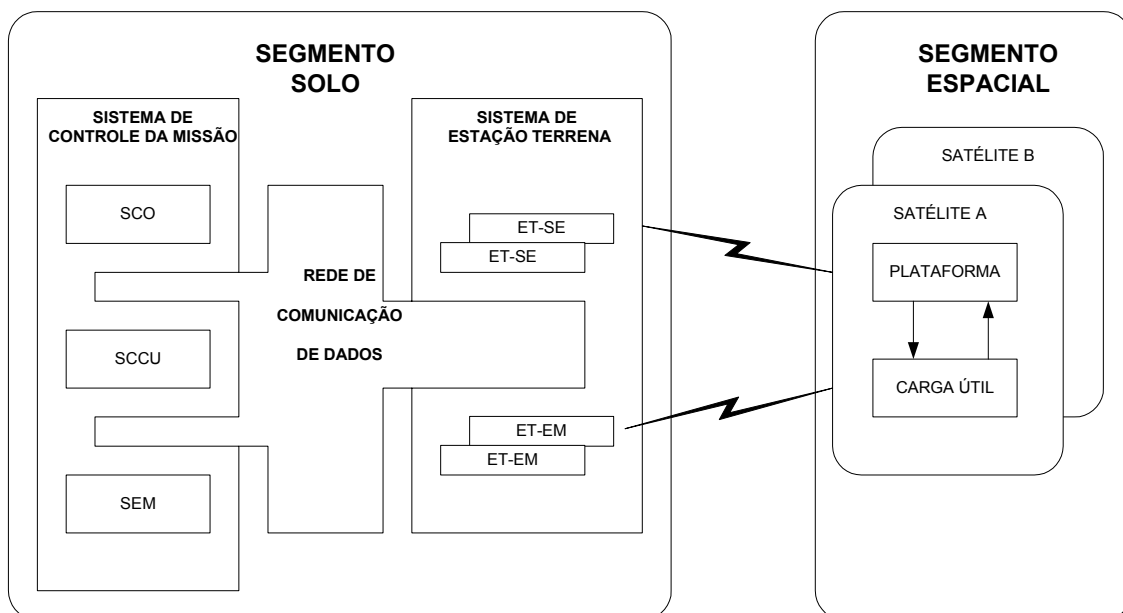 SEGMENTO
SOLO
SISTEMA DE
CONTROLE DA MISSÃO
SCO
SCCU
SEM
REDE DE
COMUNICAÇÃO
DE DADOS
SISTEMA DE
ESTAÇÃO TERRENA
ET-SE
ET-SE
ET-EM
ET-EM
SEGMENTO
ESPACIAL
SATÉLITE B
SATÉLITE A
PLATAFORMA
CARGA ÚTIL